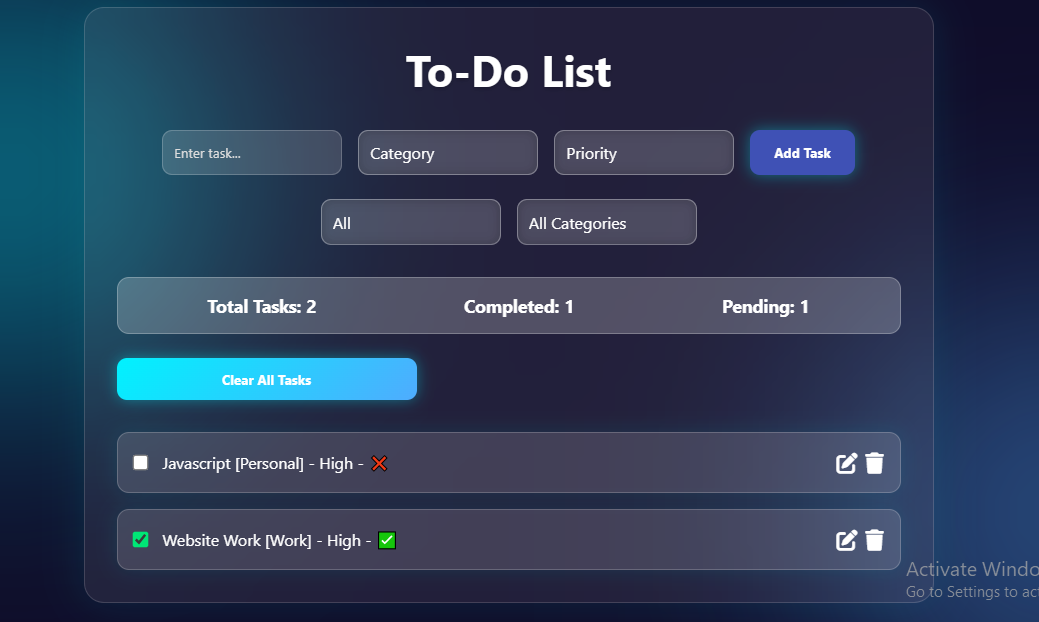 To-Do List
Enter task...
Category
Priority
Add Task
All
All Categories
Total Tasks: 2
Completed: 1
Pending: 1
Clear All Tasks
Javascript [Personal] - High - ❌
Website Work [Work] - High - ✅
Activate Windo
Go to Settings to act